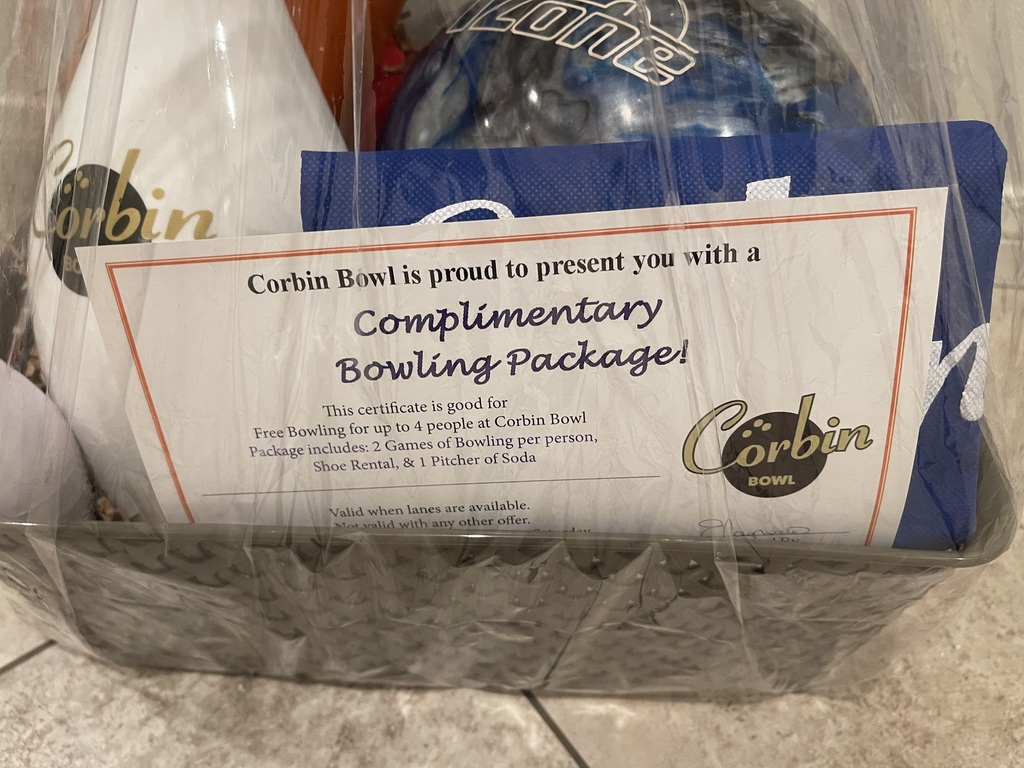 Zone
Corbin
Corbin Bowl is proud to present you with a
Complimentary
Bowling Package!
This certificate is good for
Free Bowling for up to 4 people at Corbin Bowl
Package includes: 2 Games of Bowling per person,
Shoe Rental, & 1 Pitcher of Soda
Corbin
BOWL
Valid when lanes are available.
Not valid with any other offer.